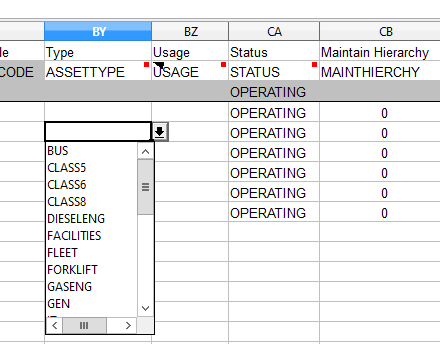 BY BZ CA CB
le Type Usage Status Maintain Hierarchy
CODE ASSETTYPE USAGE STATUS MAINTHIERCHY
OPERATING
OPERATING 0
OPERATING 0
OPERATING 0
OPERATING 0
OPERATING 0
OPERATING 0
BUS
CLASS5
CLASS6
CLASS8
DIESELENG
FACILITIES
FLEET
FORKLIFT
GASENG
GEN